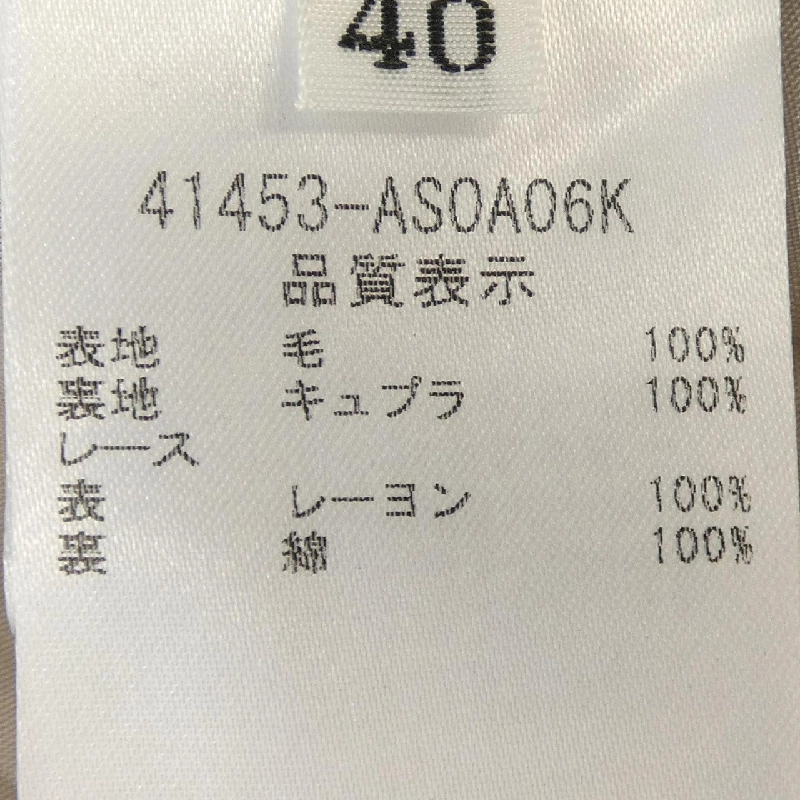 40
41453-ASOA06K
品質表示
表地 毛 100%
裏地 キュプラ 100%
レース
表 レーヨン 100%
裏 綿 100%